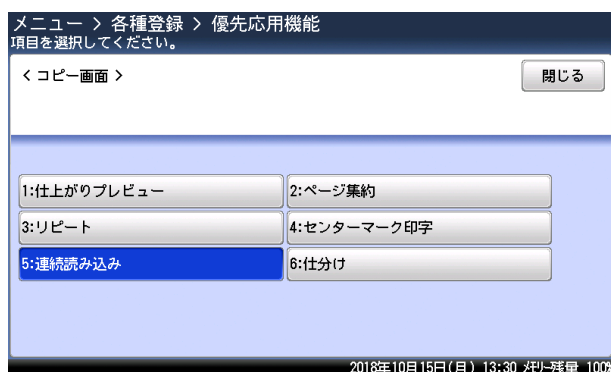 メニュー > 各種登録 > 優先応用機能
項目を選択してください。
< コピー画面 >
閉じる
1:仕上がりプレビュー
2:ページ集約
3:リピート
4:センターマーク印字
5:連続読み込み
6:仕分け
2018年10月15日(月) 13:30 メモリー残量 100%